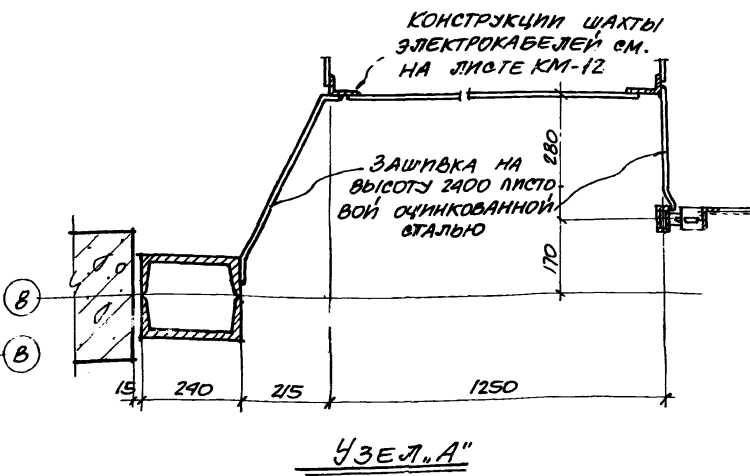 КОНСТРУКЦИИ ШАХТЫ
ЭЛЕКТРОКАБЕЛЕЙ СМ.
НА ЛИСТЕ КМ-12
ЗАШИВКА НА
ВЫСОТУ 2400 ЛИСТО
ВОЙ ОЦИНКОВАННОЙ
СТАЛЬЮ
280
170
8
В
15
240
215
1250
УЗЕЛ „А"